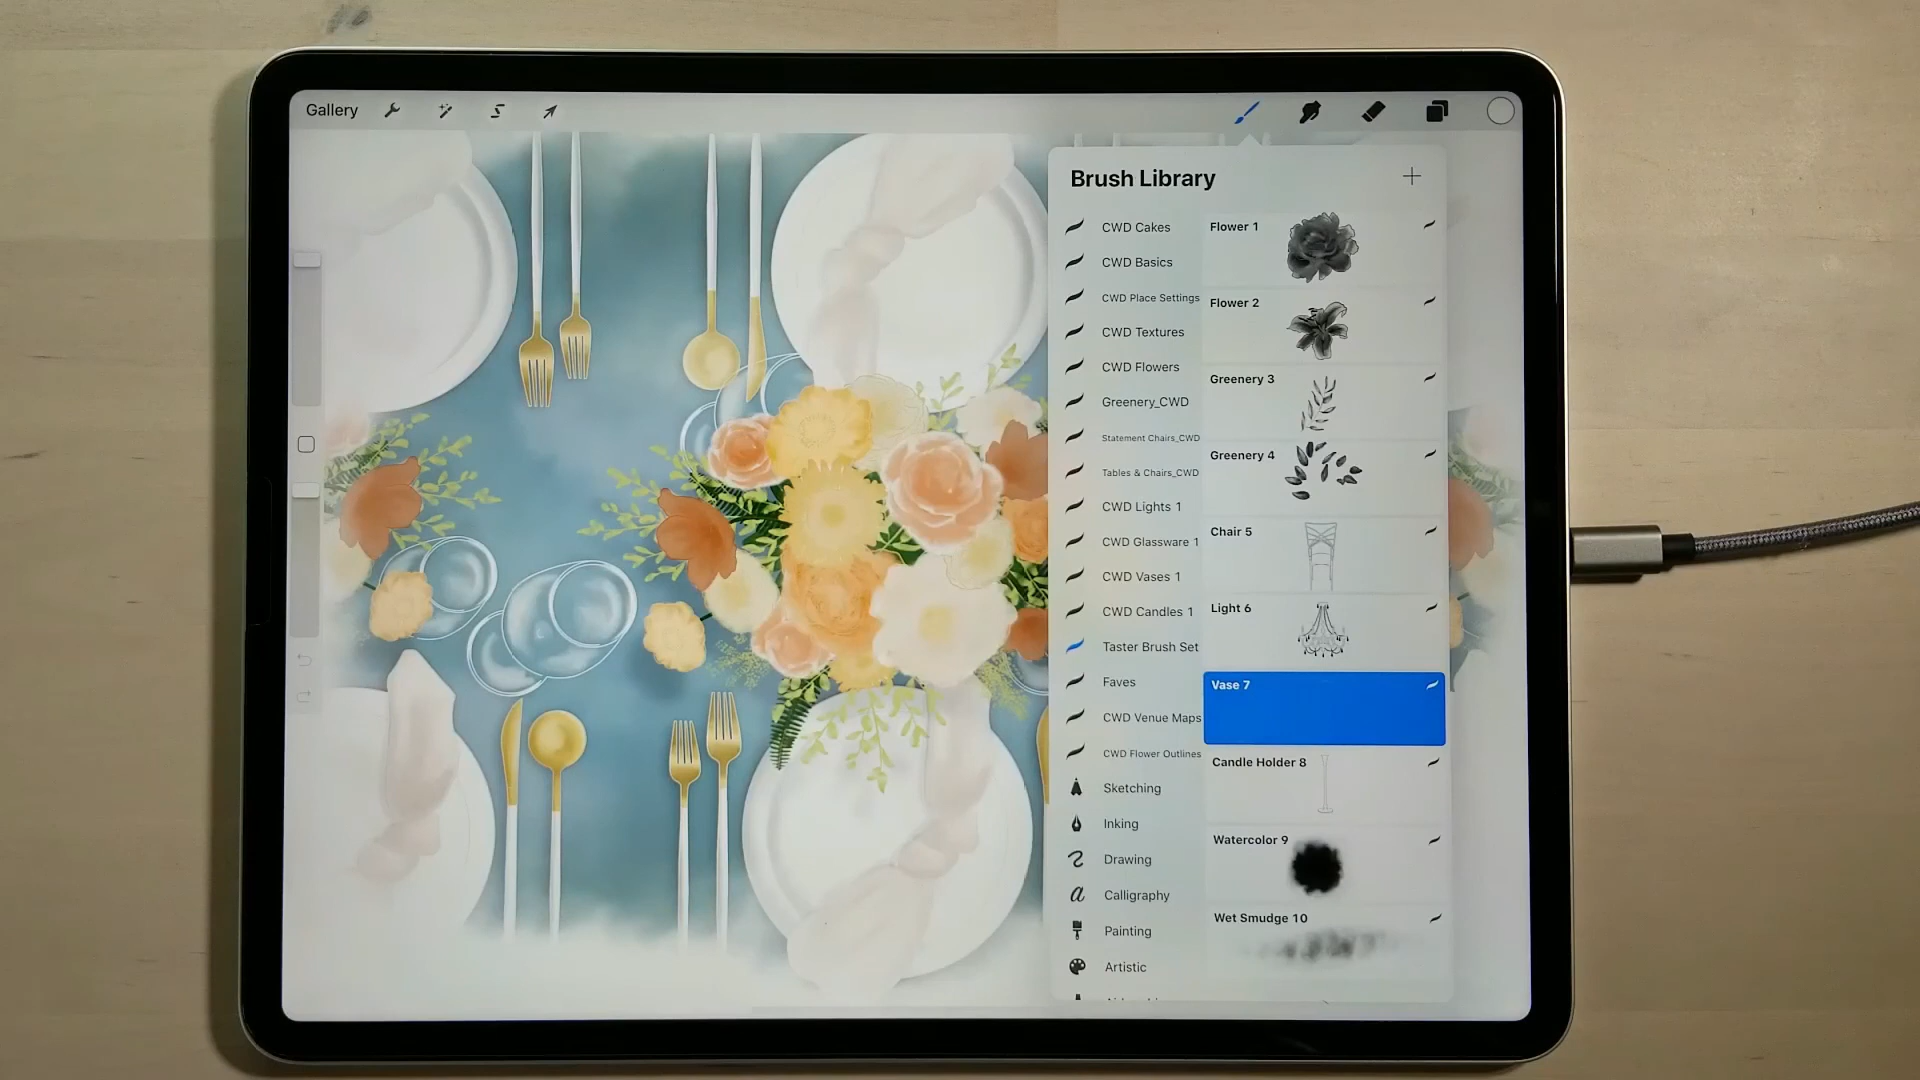 Gallery
Brush Library
CWD Cakes
CWD Basics
CWD Place Settings
CWD Textures
CWD Flowers
Greenery_CWD
Statement Chairs_CWD
Tables & Chairs_CWD
CWD Lights 1
CWD Glassware 1
CWD Vases 1
CWD Candles 1
Taster Brush Set
Faves
CWD Venue Maps
CWD Flower Outlines
Sketching
Inking
Drawing
Calligraphy
Painting
Artistic
Flower 1
Flower 2
Greenery 3
Greenery 4
Chair 5
Light 6
Vase 7
Candle Holder 8
Watercolor 9
Wet Smudge 10